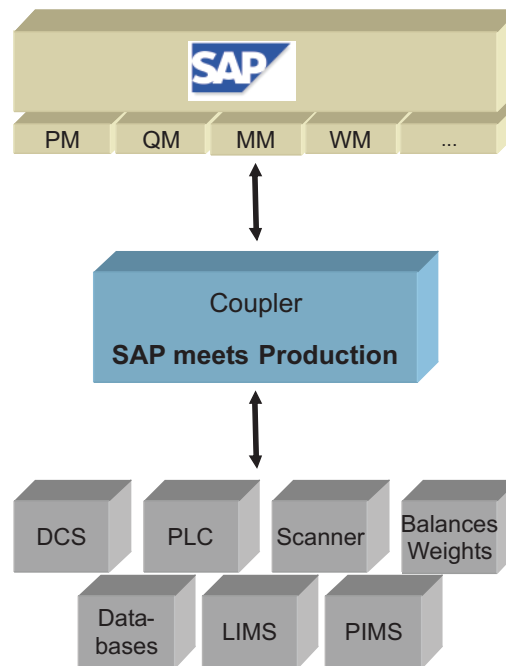 SAP
PM QM MM WM ...
Coupler
SAP meets Production
DCS PLC Scanner Balances
Weights
Data-
bases LIMS PIMS